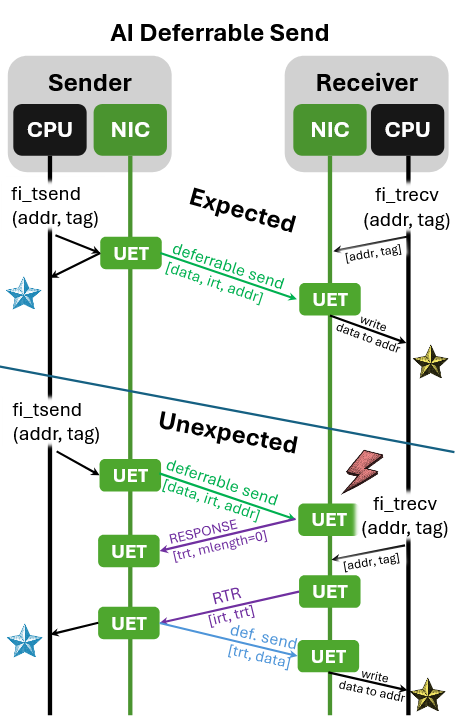 AI Deferrable Send
Sender
Receiver
CPU
NIC
NIC
CPU
fi_tsend
(addr, tag)
Expected
fi_trecv
(addr, tag)
[addr, tag]
UET
deferrable send
[data, irt, addr]
UET
write
data to addr
fi_tsend
(addr, tag)
Unexpected
UET
deferrable send
[data, irt, addr]
UET
fi_trecv
(addr, tag)
RESPONSE
[trt, mlength=0]
UET
[addr, tag]
RTR
[irt, trt]
UET
UET
def. send
[trt, data]
UET
write
data to addr